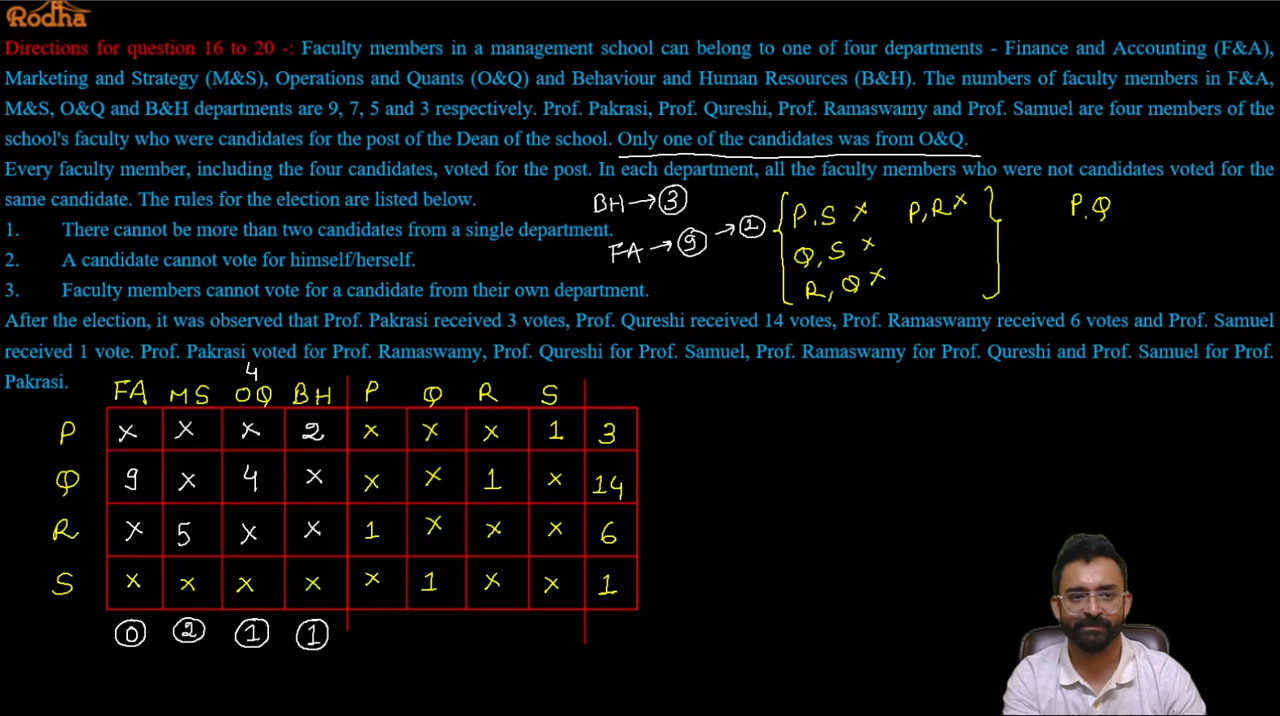 Rodha
Directions for question 16 to 20 -: Faculty members in a management school can belong to one of four departments - Finance and Accounting (F&A),
Marketing and Strategy (M&S), Operations and Quants (O&Q) and Behaviour and Human Resources (B&H). The numbers of faculty members in F&A,
M&S, O&Q and B&H departments are 9, 7, 5 and 3 respectively. Prof. Pakrasi, Prof. Qureshi, Prof. Ramaswamy and Prof. Samuel are four members of the
school's faculty who were candidates for the post of the Dean of the school. Only one of the candidates was from O&Q.
Every faculty member, including the four candidates, voted for the post. In each department, all the faculty members who were not candidates voted for the
same candidate. The rules for the election are listed below.
BH → 3
1. There cannot be more than two candidates from a single department.
FA → 9 → 2
P, S x P, R x
Q, S x
R, Q x
P. Q
2. A candidate cannot vote for himself/herself.
3. Faculty members cannot vote for a candidate from their own department.
After the election, it was observed that Prof. Pakrasi received 3 votes, Prof. Qureshi received 14 votes, Prof. Ramaswamy received 6 votes and Prof. Samuel
received 1 vote. Prof. Pakrasi voted for Prof. Ramaswamy, Prof. Qureshi for Prof. Samuel, Prof. Ramaswamy for Prof. Qureshi and Prof. Samuel for Prof.
Pakrasi.
4
FA MS OQ BH P Q R S
P x x x 2 x x x 1 3
Q 9 x 4 x x x 1 x 14
R x 5 x x 1 x x x 6
S x x x x x 1 x x 1
0 2 1 1